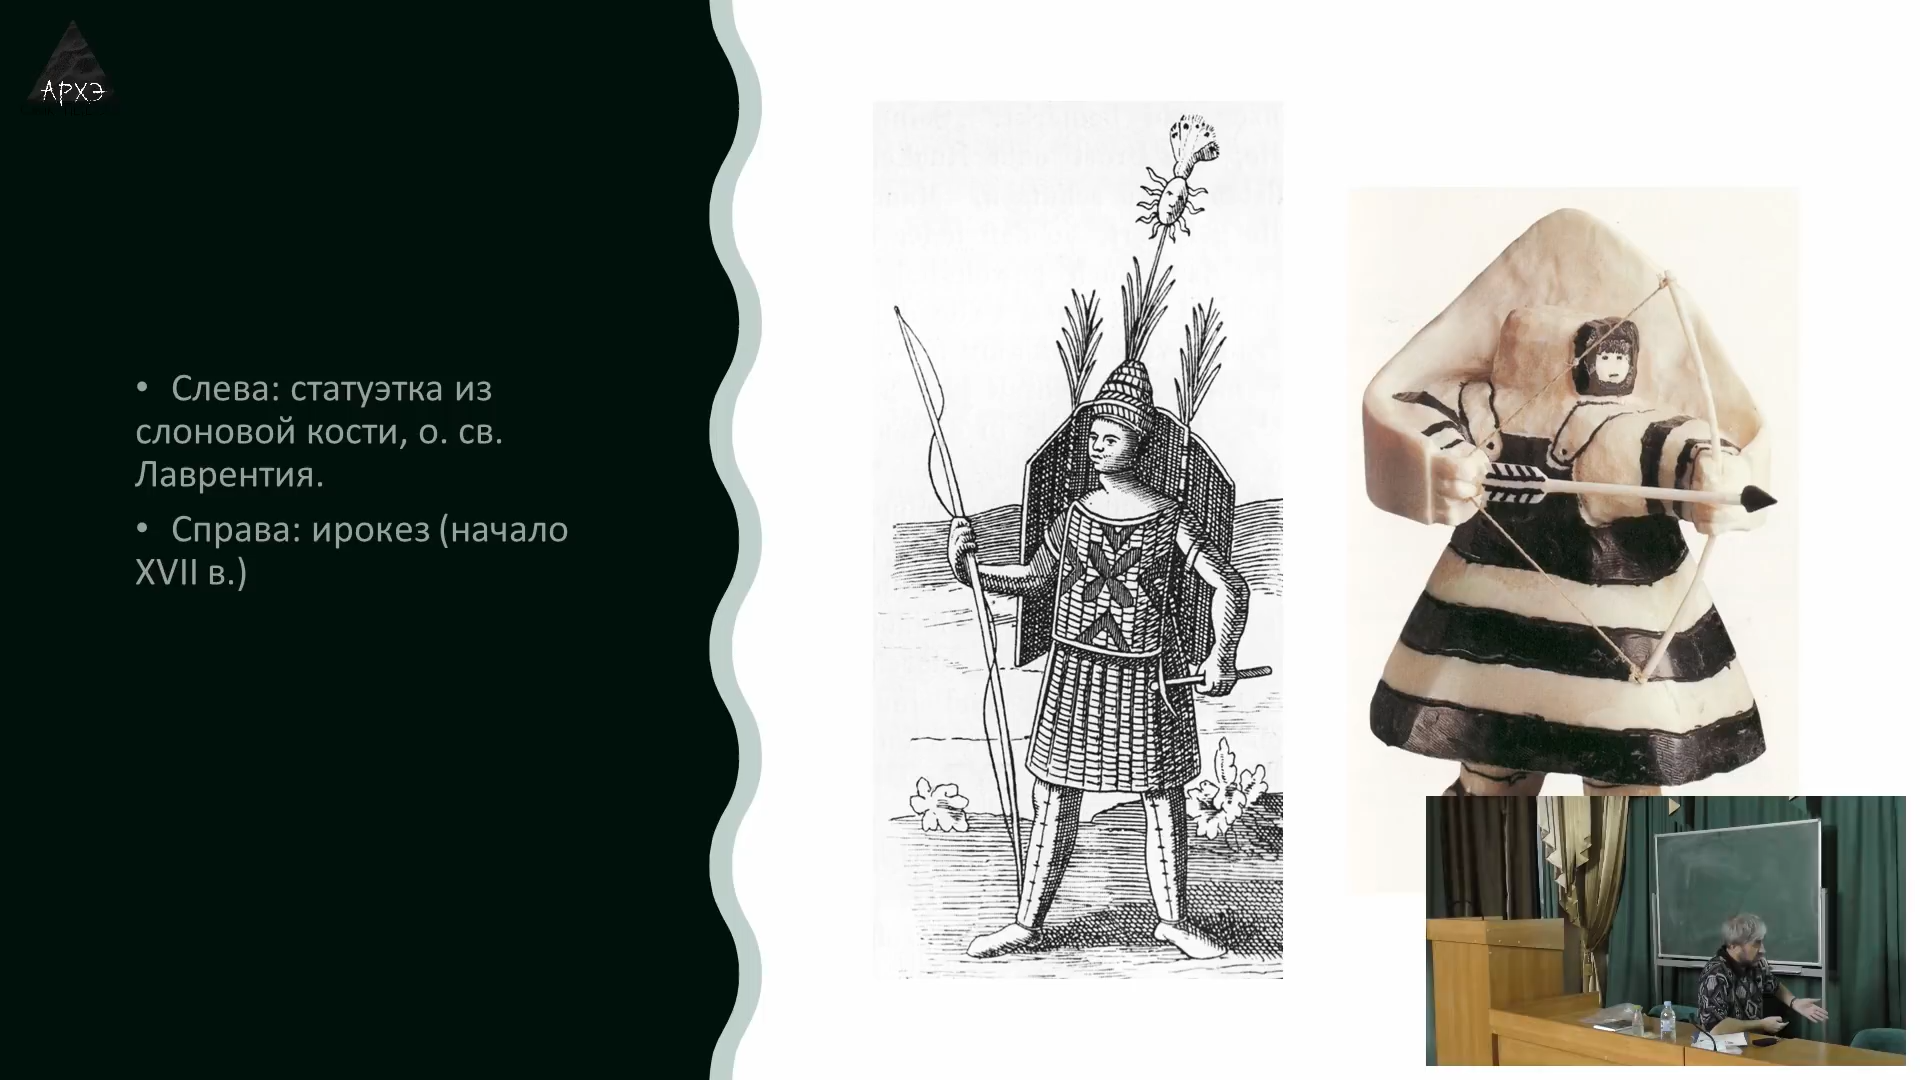 АРХЭ
• Слева: статуэтка из
слоновой кости, о. св.
Лаврентия.
• Справа: ирокез (начало
XVII в.)